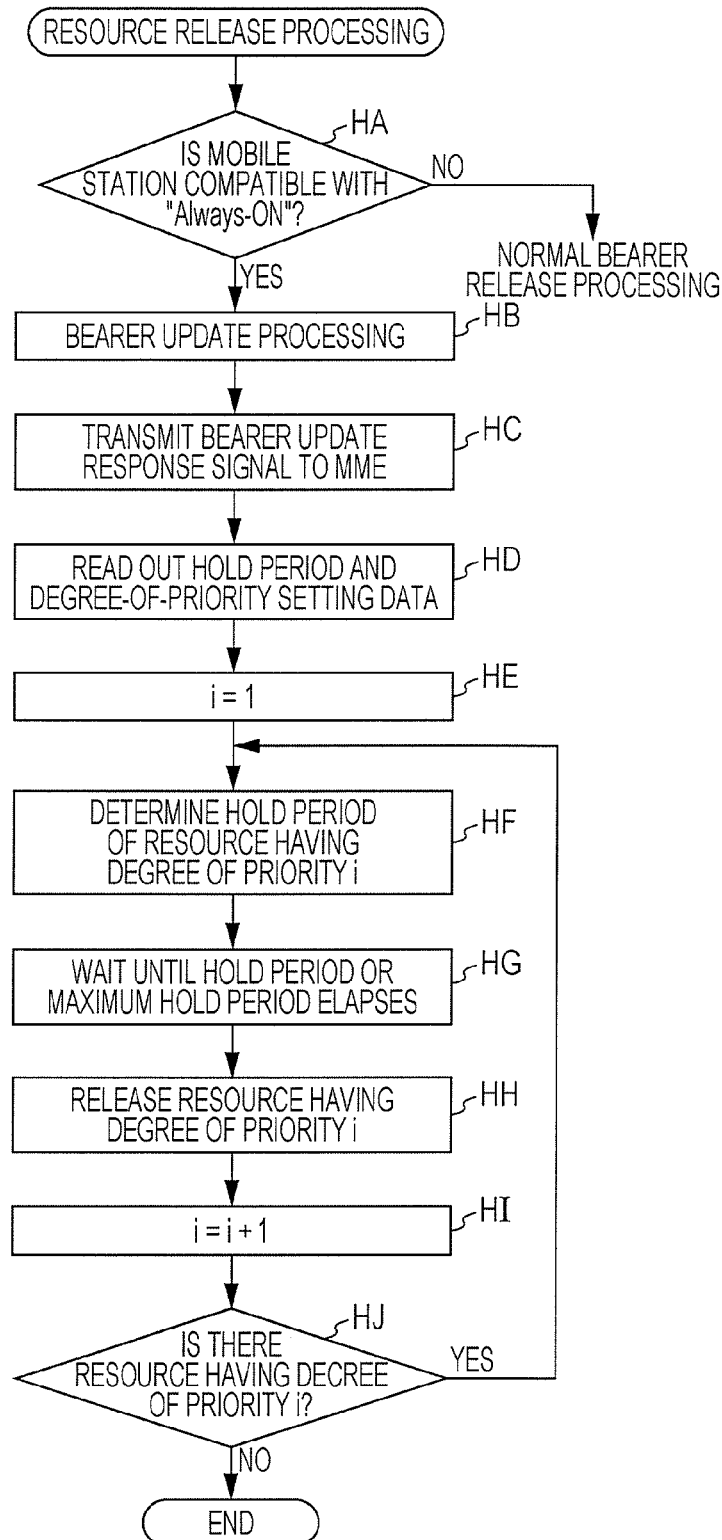 RESOURCE RELEASE PROCESSING
HA
IS MOBILE
STATION COMPATIBLE WITH
"Always-ON"?
NO
YES
NORMAL BEARER
RELEASE PROCESSING
HB
BEARER UPDATE PROCESSING
HC
TRANSMIT BEARER UPDATE
RESPONSE SIGNAL TO MME
HD
READ OUT HOLD PERIOD AND
DEGREE-OF-PRIORITY SETTING DATA
HE
i = 1
HF
DETERMINE HOLD PERIOD
OF RESOURCE HAVING
DEGREE OF PRIORITY i
HG
WAIT UNTIL HOLD PERIOD OR
MAXIMUM HOLD PERIOD ELAPSES
HH
RELEASE RESOURCE HAVING
DEGREE OF PRIORITY i
HI
i = i + 1
HJ
IS THERE
RESOURCE HAVING DECREE
OF PRIORITY i?
YES
NO
END